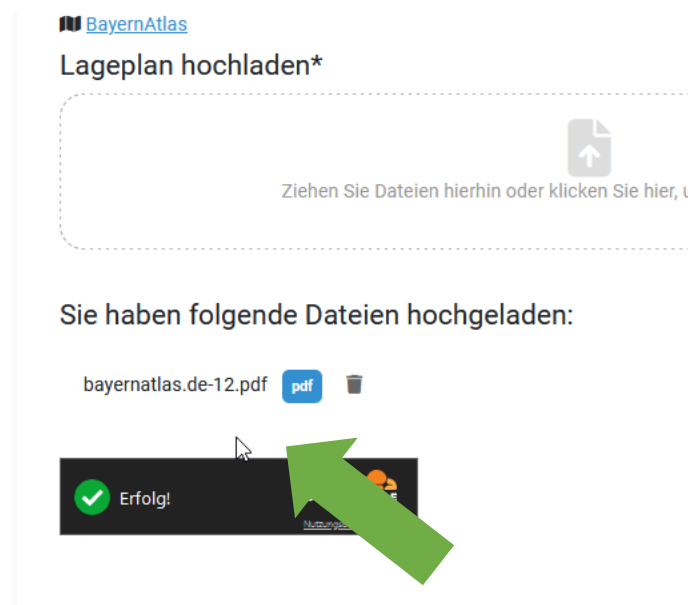 BayernAtlas
Lageplan hochladen*
Ziehen Sie Dateien hierhin oder klicken Sie hier,
Sie haben folgende Dateien hochgeladen:
bayernatlas.de-12.pdf pdf
Erfolg!